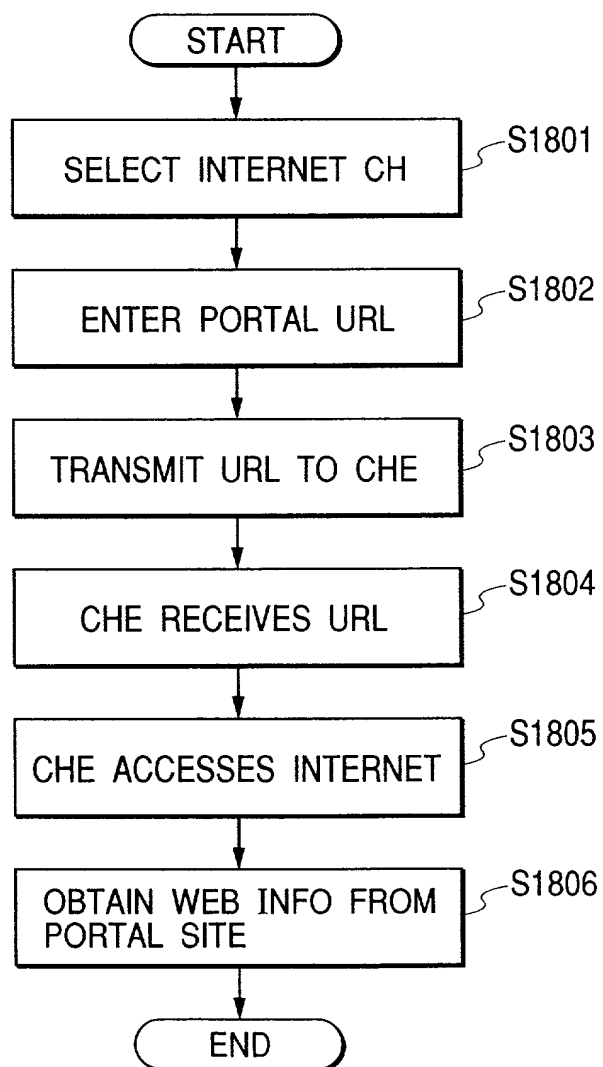 START
SELECT INTERNET CH
S1801
ENTER PORTAL URL
S1802
TRANSMIT URL TO CHE
S1803
CHE RECEIVES URL
S1804
CHE ACCESSES INTERNET
S1805
OBTAIN WEB INFO FROM
PORTAL SITE
S1806
END